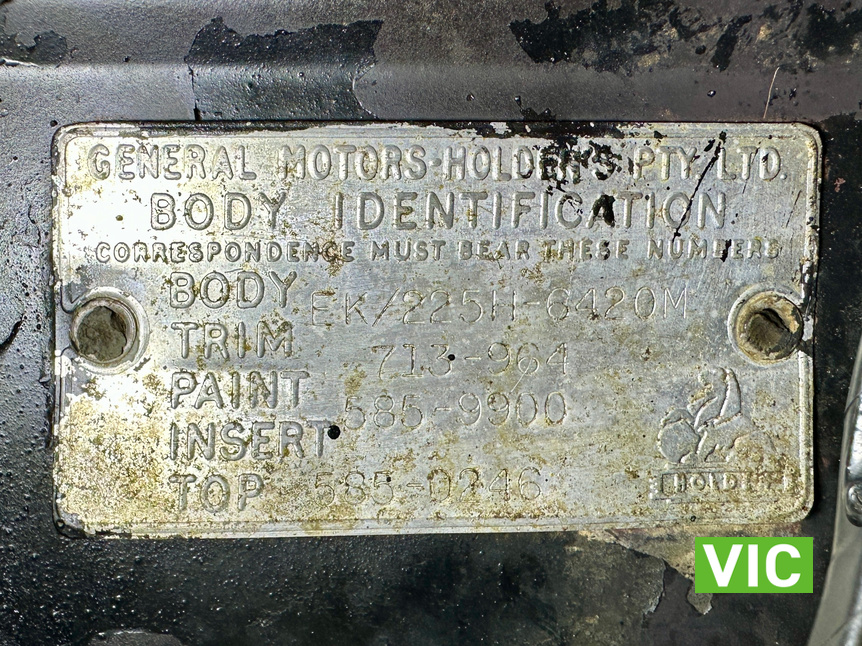 GENERAL MOTORS-HOLDEN'S PTY. LTD.
BODY IDENTIFICATION
CORRESPONDENCE MUST BEAR THESE NUMBERS
BODY EK/225H-6420M
TRIM 713-964
PAINT 585-9900
INSERT
TOP 585-0246
HOLDEN
VIC